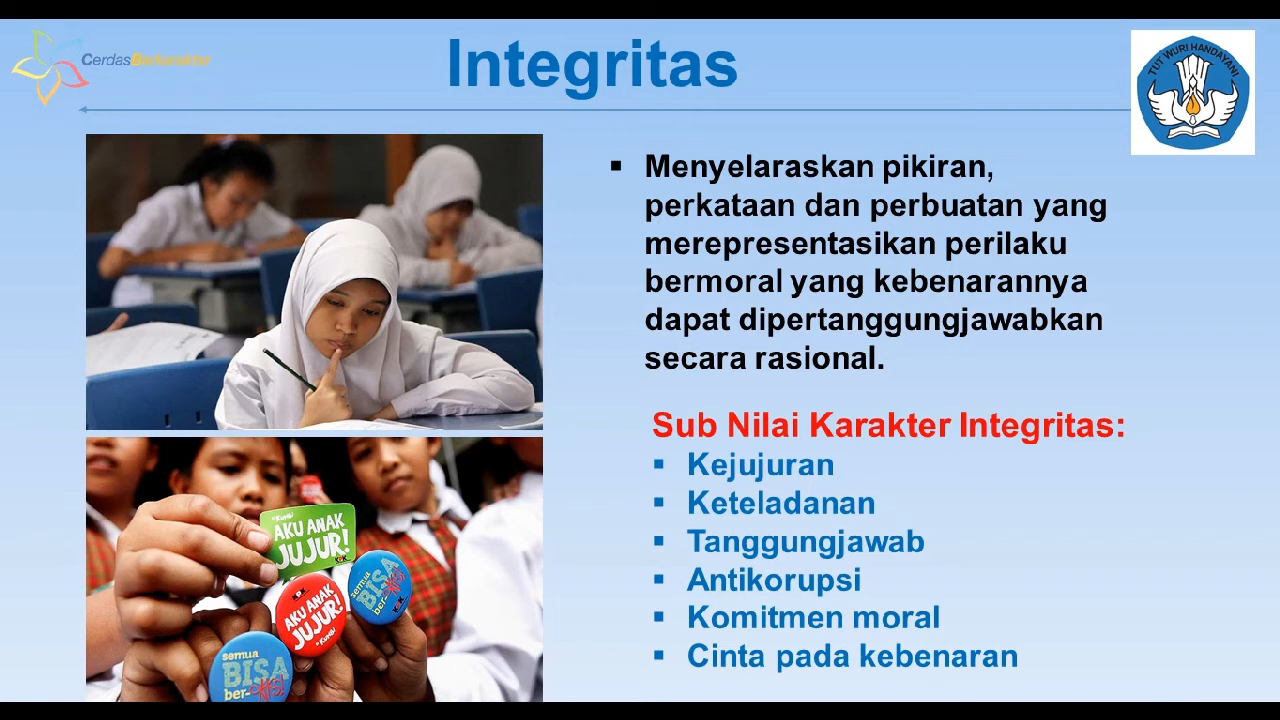 CerdasBerkarakter
Integritas
TUT WURI HANDAYANI
▪ Menyelaraskan pikiran,
perkataan dan perbuatan yang
merepresentasikan perilaku
bermoral yang kebenarannya
dapat dipertanggungjawabkan
secara rasional.
Sub Nilai Karakter Integritas:
▪ Kejujuran
▪ Keteladanan
▪ Tanggungjawab
▪ Antikorupsi
▪ Komitmen moral
▪ Cinta pada kebenaran
AKU ANAK
JUJUR!
semua
BISA
ber-
AKU ANAK
JUJUR!
semua
BISA
ber-